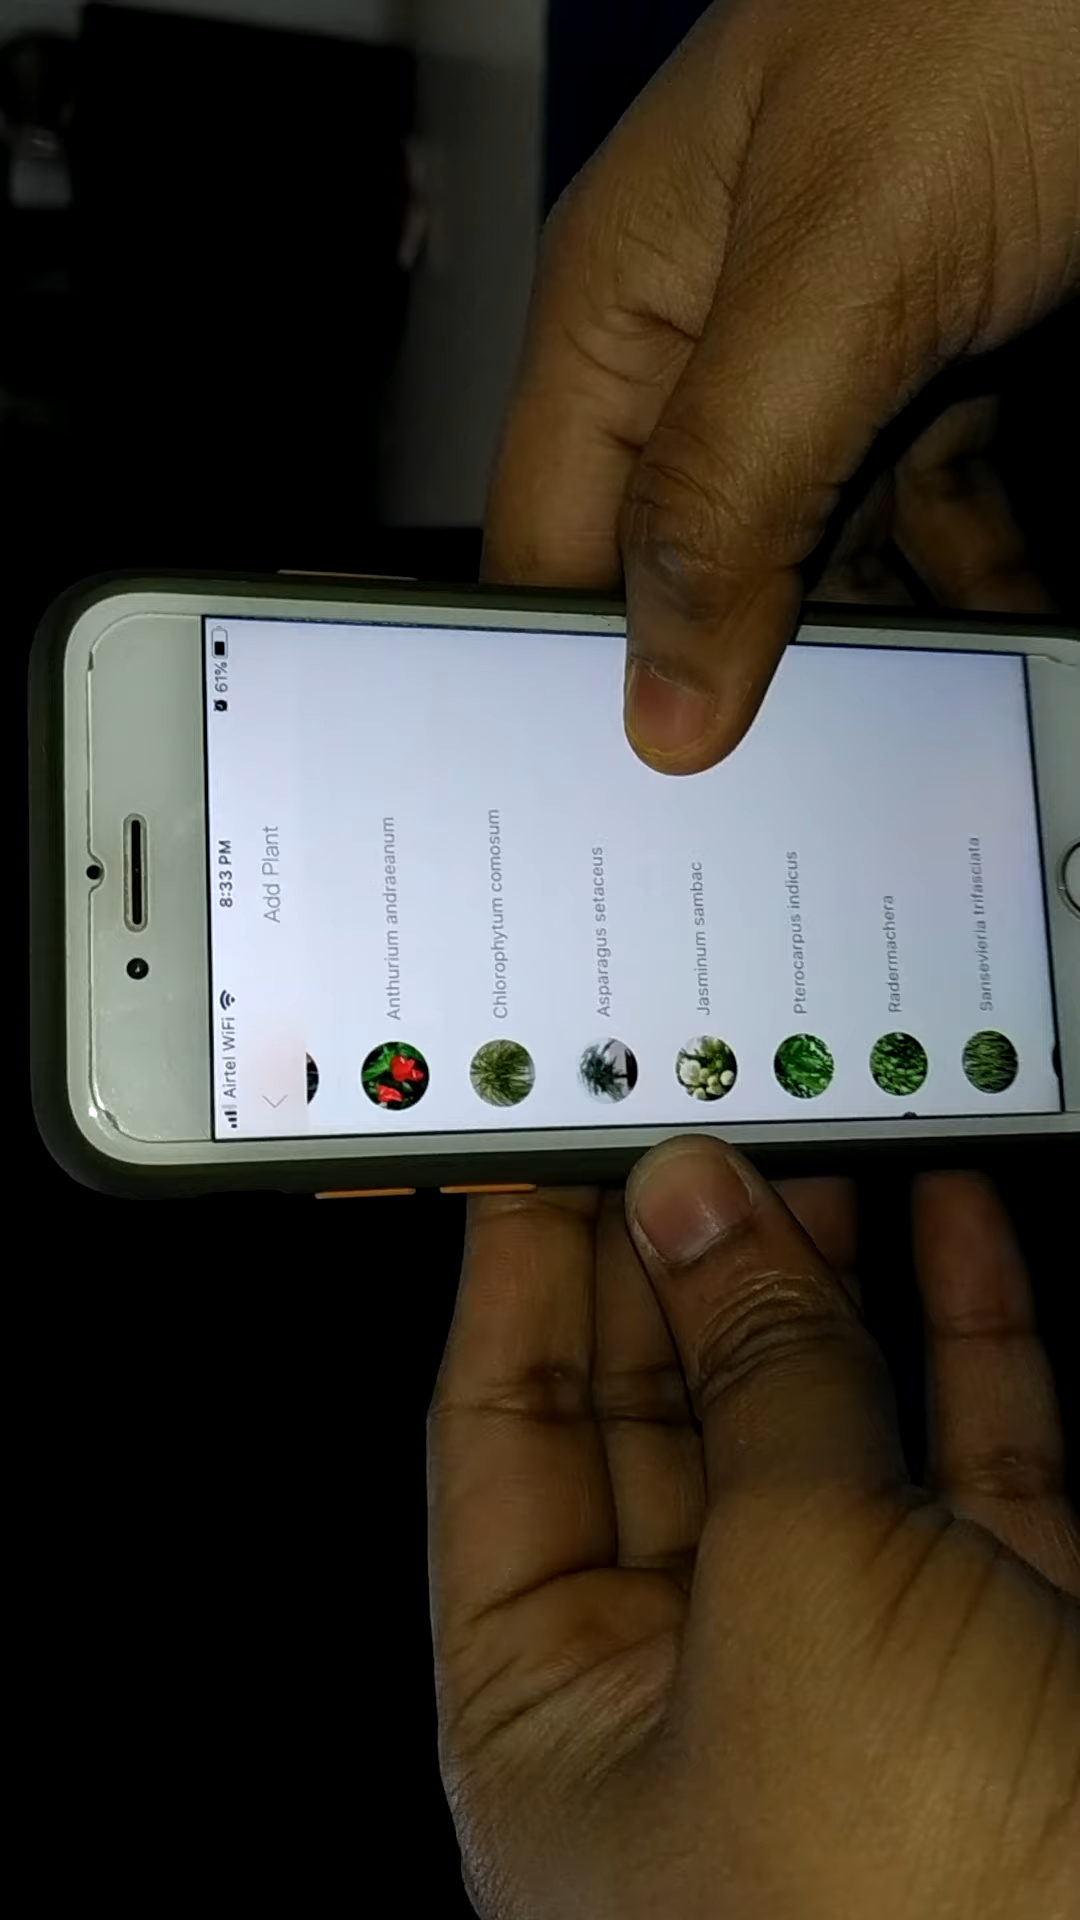 Airtel WiFi 8:33 PM 61%
Add Plant
Anthurium andraeanum
Chlorophytum comosum
Asparagus setaceus
Jasminum sambac
Pterocarpus indicus
Radermachera
Sansevieria trifasciata